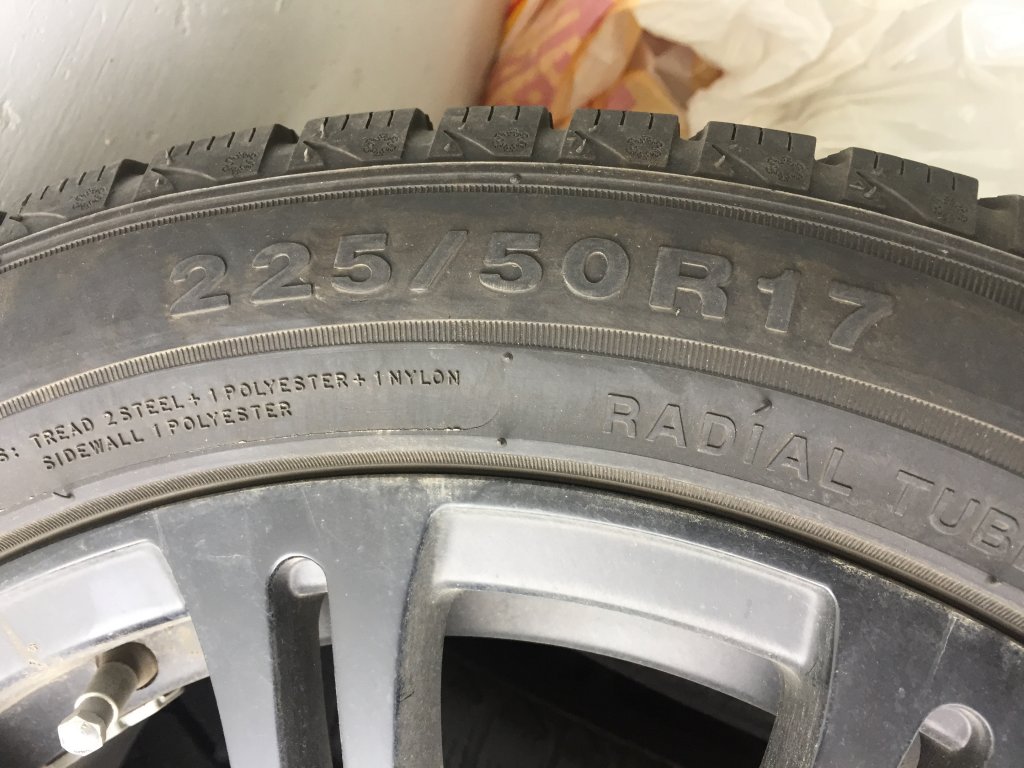 225/50R17
S: TREAD 2 STEEL + 1 POLYESTER + 1 NYLON
SIDEWALL 1 POLYESTER
RADIAL TUB